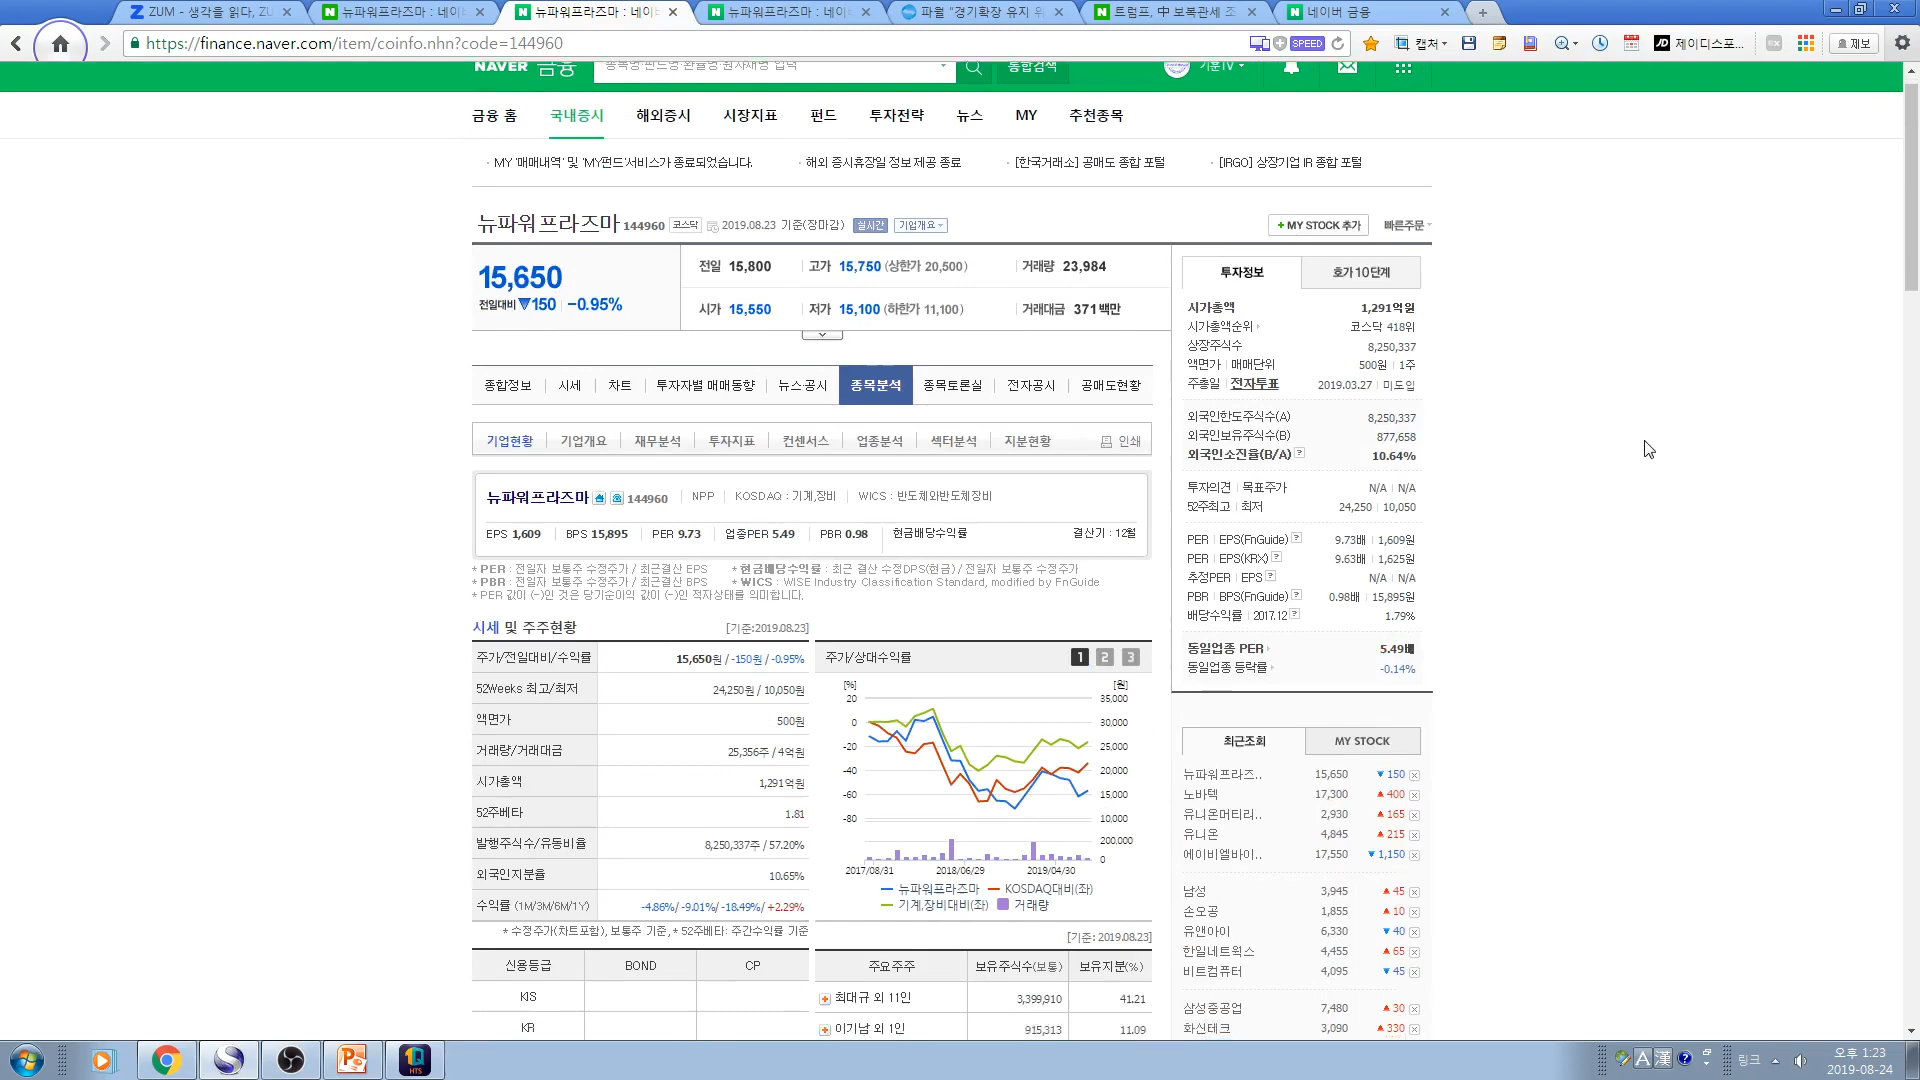 ZUM - 생각을 읽다, ZU
뉴파워프라즈마 : 네이버
뉴파워프라즈마 : 네이버
뉴파워프라즈마 : 네이버
파월 "경기확장 유지 위
트럼프, 中 보복관세 조
네이버 금융
https://finance.naver.com/item/coinfo.nhn?code=144960
SPEED
캡처
제이디스포...
제보
NAVER 금융
종목명·펀드명·환율명·원자재명 입력
통합검색
기훈TV
금융 홈 국내증시 해외증시 시장지표 펀드 투자전략 뉴스 MY 추천종목
· MY '매매내역' 및 'MY펀드'서비스가 종료되었습니다. · 해외 증시휴장일 정보 제공 종료 · [한국거래소] 공매도 종합 포털 · [IRGO] 상장기업 IR 종합 포털
뉴파워프라즈마 144960 코스닥 2019.08.23 기준(장마감) 실시간 기업개요
+ MY STOCK 추가 빠른주문
15,650
전일대비 ▼150 | -0.95%
전일 15,800 고가 15,750 (상한가 20,500) 거래량 23,984
시가 15,550 저가 15,100 (하한가 11,100) 거래대금 371 백만
종합정보 시세 차트 투자자별 매매동향 뉴스·공시 종목분석 종목토론실 전자공시 공매도현황
기업현황 기업개요 재무분석 투자지표 컨센서스 업종분석 섹터분석 지분현황 인쇄
뉴파워프라즈마 144960 NPP KOSDAQ : 기계,장비 WICS : 반도체와반도체장비
EPS 1,609 BPS 15,895 PER 9.73 업종PER 5.49 PBR 0.98 현금배당수익률 결산기 : 12월
* PER : 전일자 보통주 수정주가 / 최근결산 EPS * 현금배당수익률 : 최근 결산 수정DPS(현금) / 전일자 보통주 수정주가
* PBR : 전일자 보통주 수정주가 / 최근결산 BPS * WICS : WISE Industry Classification Standard, modified by FnGuide
* PER 값이 (-)인 것은 당기순이익 값이 (-)인 적자상태를 의미합니다.
시세 및 주주현황 [기준:2019.08.23]
주가/전일대비/수익률 15,650원 / -150원 / -0.95%
52Weeks 최고/최저 24,250원 / 10,050원
액면가 500원
거래량/거래대금 25,356주 / 4억원
시가총액 1,291억원
52주베타 1.81
발행주식수/유동비율 8,250,337주 / 57.20%
외국인지분율 10.65%
수익률 (1M/3M/6M/1Y) -4.86%/ -9.01%/ -18.49%/ +2.29%
* 수정주가(차트포함), 보통주 기준, * 52주베타: 주간수익률 기준
신용등급 BOND CP
KIS
KR
주가/상대수익률 1 2 3
[%] [원]
20 35,000
0 30,000
-20 25,000
-40 20,000
-60 15,000
-80 10,000
200,000
0
2017/08/31 2018/06/29 2019/04/30
뉴파워프라즈마 KOSDAQ대비(좌)
기계,장비대비(좌) 거래량
[기준: 2019.08.23]
주요주주 보유주식수(보통) 보유지분(%)
최대규 외 11인 3,399,910 41.21
이기남 외 1인 915,313 11.09
투자정보 호가 10단계
시가총액 1,291억원
시가총액순위 코스닥 418위
상장주식수 8,250,337
액면가 | 매매단위 500원 | 1주
주총일 | 전자투표 2019.03.27 | 미도입
외국인한도주식수(A) 8,250,337
외국인보유주식수(B) 877,658
외국인소진율(B/A) ? 10.64%
투자의견 | 목표주가 N/A | N/A
52주최고 | 최저 24,250 | 10,050
PER | EPS(FnGuide) ? 9.73배 | 1,609원
PER | EPS(KRX) ? 9.63배 | 1,625원
추정PER | EPS ? N/A | N/A
PBR | BPS(FnGuide) ? 0.98배 | 15,895원
배당수익률 | 2017.12 ? 1.79%
동일업종 PER 5.49배
동일업종 등락률 -0.14%
최근조회 MY STOCK
뉴파워프라즈.. 15,650 ▼ 150
노바텍 17,300 ▲ 400
유니온머티리.. 2,930 ▲ 165
유니온 4,845 ▲ 215
에이비엘바이.. 17,550 ▼ 1,150
남성 3,945 ▲ 45
손오공 1,855 ▲ 10
유앤아이 6,330 ▼ 40
한일네트웍스 4,455 ▲ 65
비트컴퓨터 4,095 ▼ 45
삼성중공업 7,480 ▲ 30
화신테크 3,090 ▲ 330
HTS
A 漢
링크
오후 1:23
2019-08-24